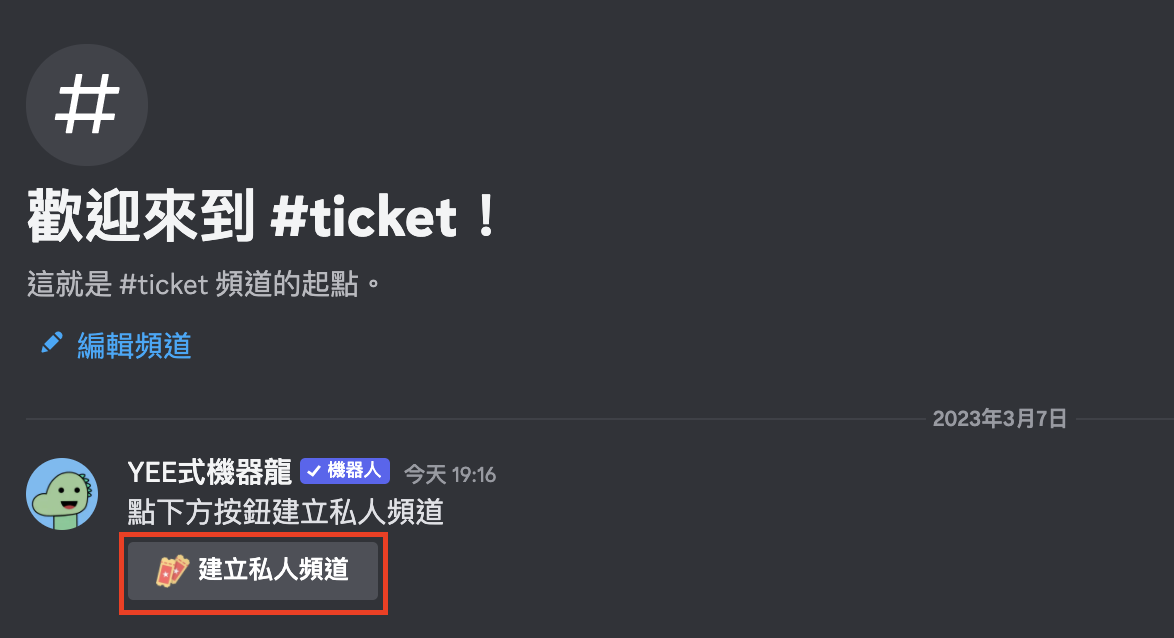 #
歡迎來到 #ticket！
這就是 #ticket 頻道的起點。
編輯頻道
2023年3月7日
YEE式機器龍 ✓ 機器人 今天 19:16
點下方按鈕建立私人頻道
建立私人頻道